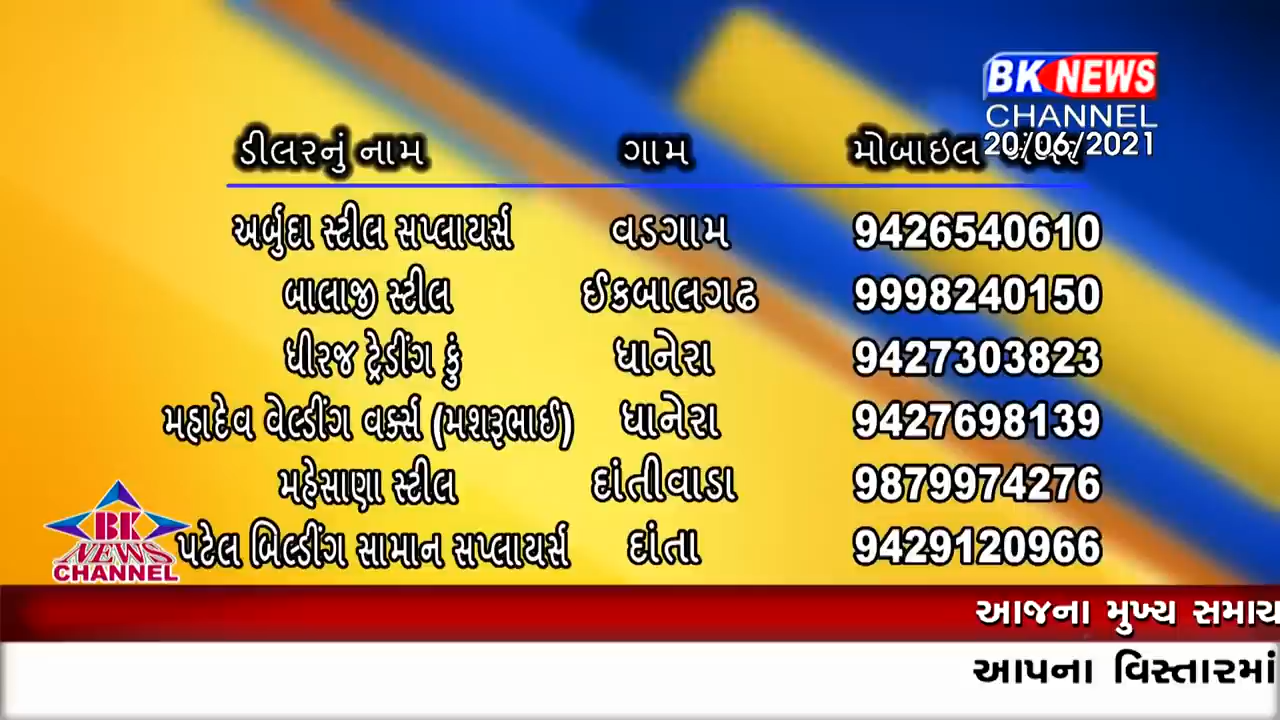 BK NEWS
CHANNEL
20/06/2021
ડીલરનું નામ ગામ મોબાઇલ
અર્બુદા સ્ટીલ સપ્લાયર્સ વડગામ 9426540610
બાલાજી સ્ટીલ ઈકબાલગઢ 9998240150
ધીરજ ટ્રેડીંગ કું ધાનેરા 9427303823
મહાદેવ વેલ્ડીંગ વર્ક્સ (મશરૂભાઈ) ધાનેરા 9427698139
મહેસાણા સ્ટીલ દાંતીવાડા 9879974276
પટેલ બિલ્ડીંગ સામાન સપ્લાયર્સ દાંતા 9429120966
BK
NEWS
CHANNEL
આજના મુખ્ય સમાચ
આપના વિસ્તારમાં